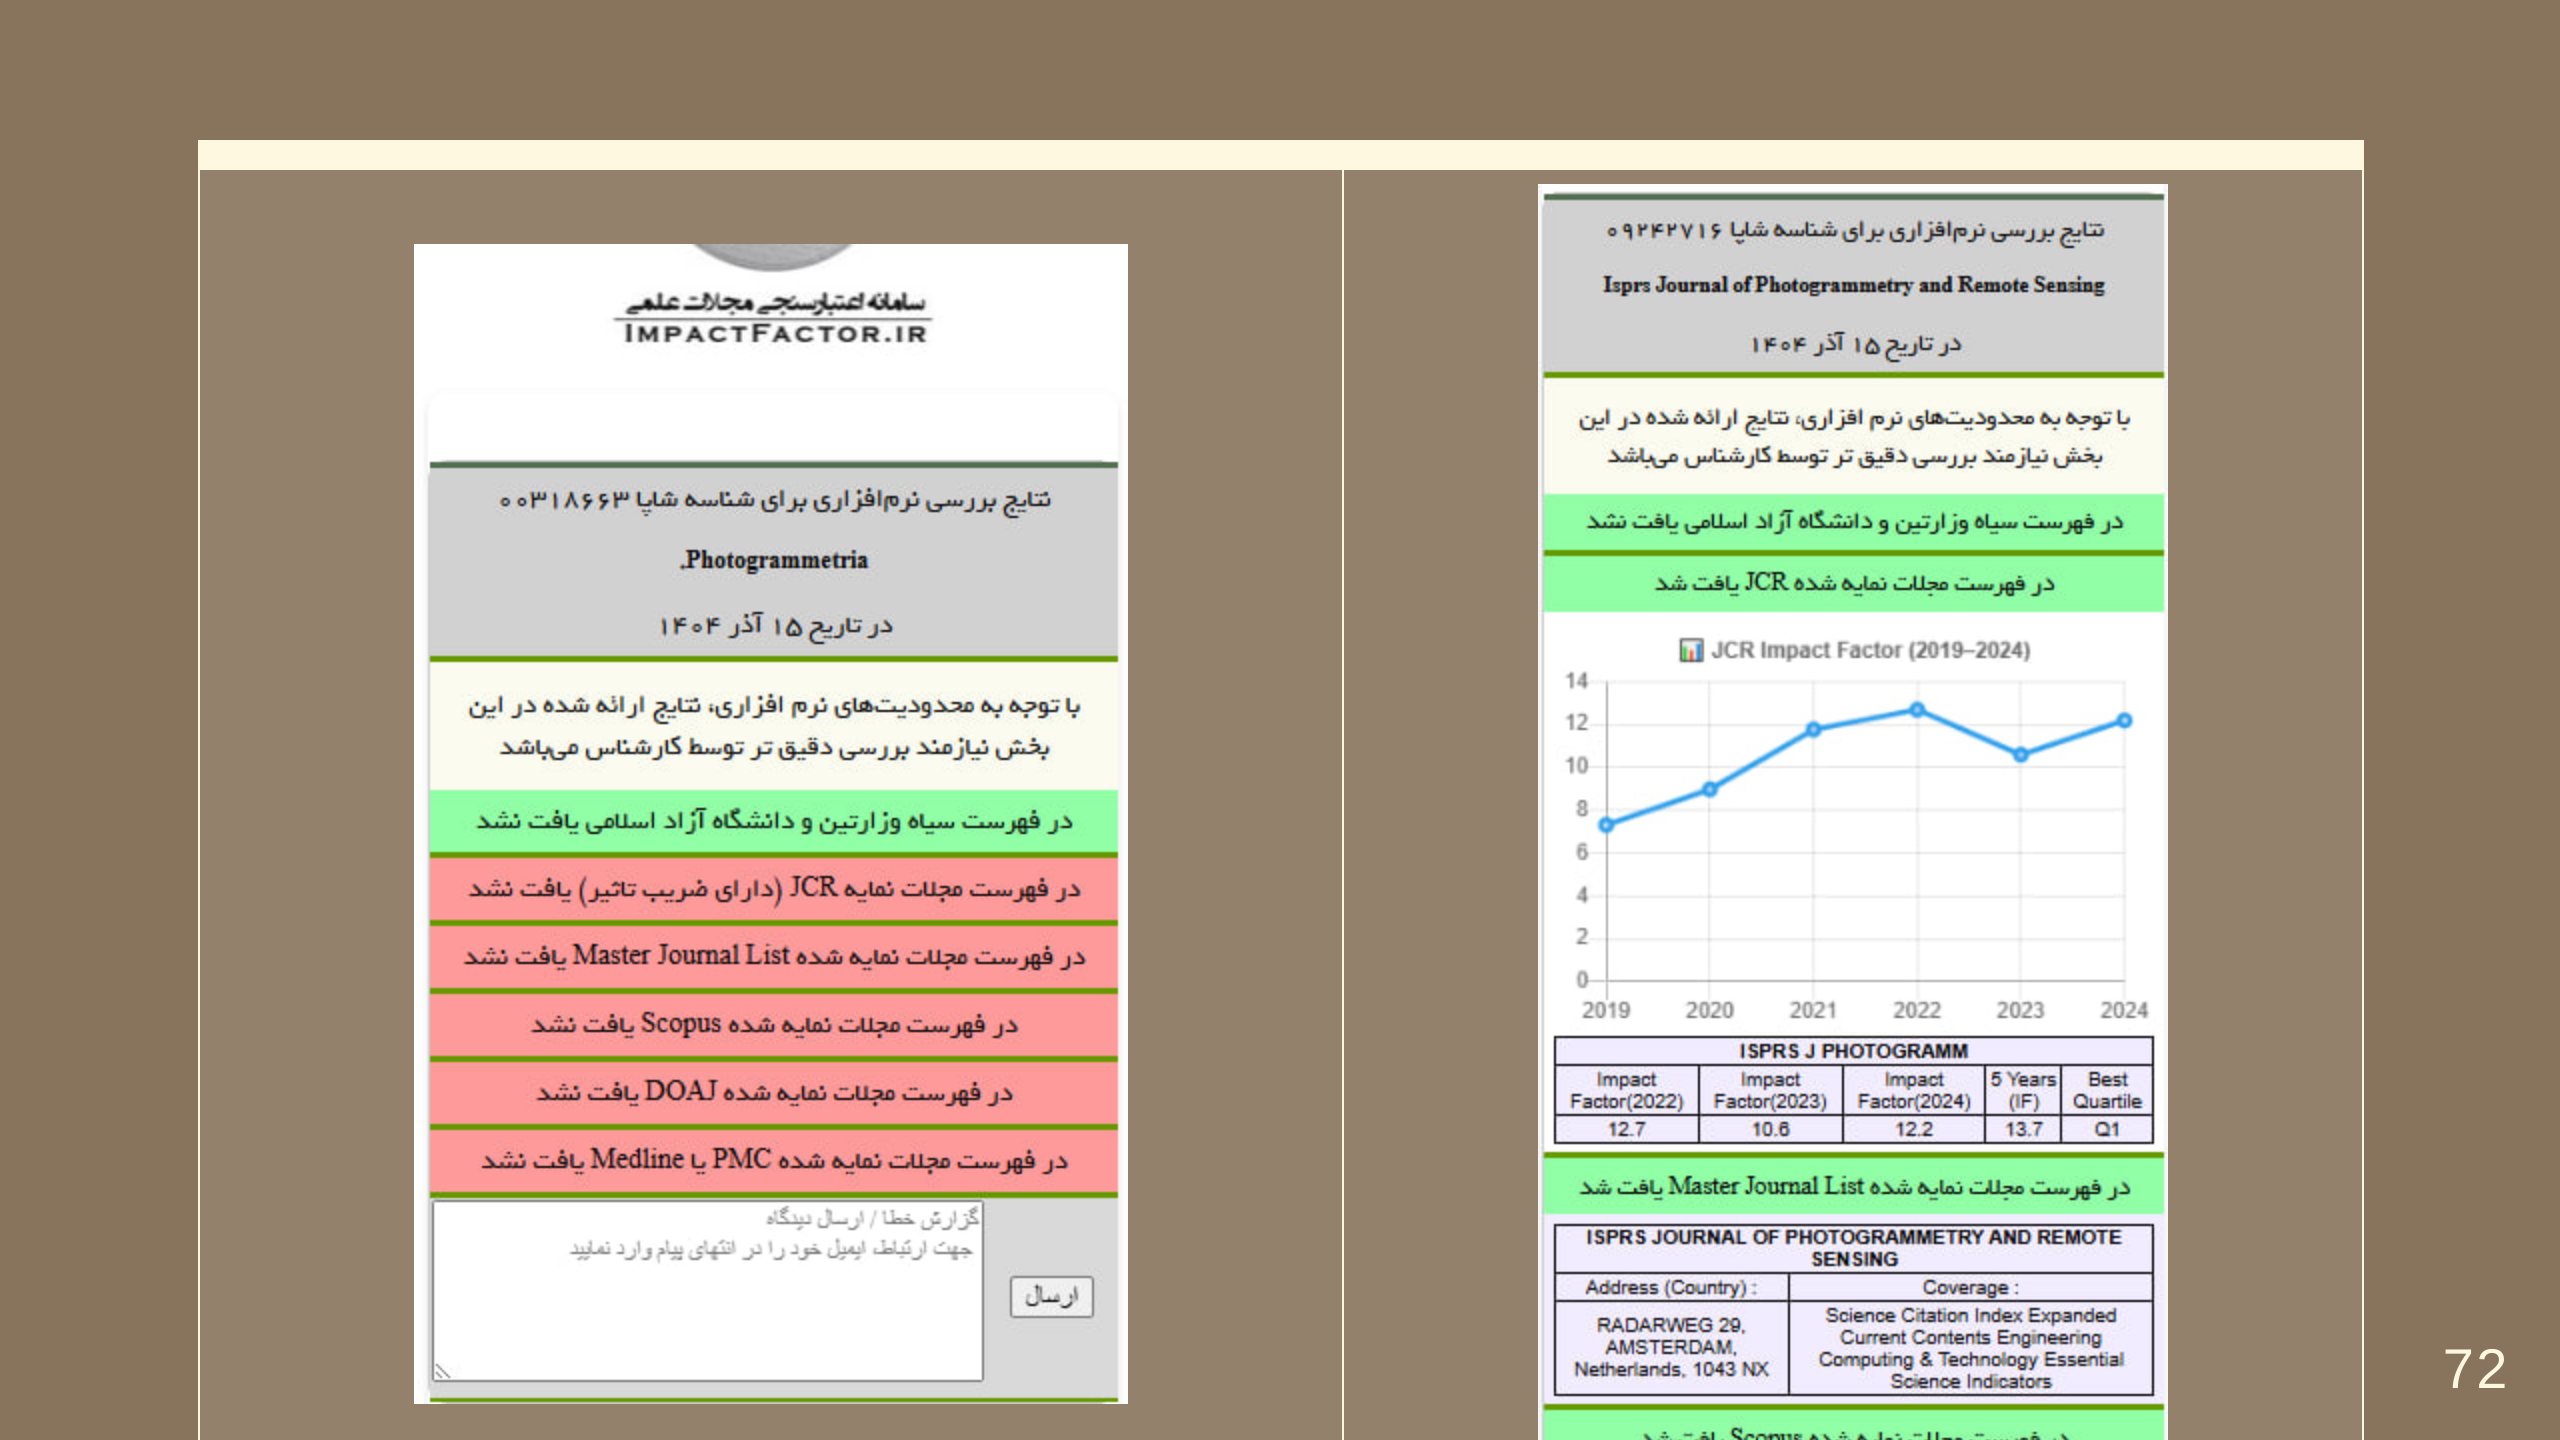 سامانه اعتبارسنجی مجلات علمی
IMPACTFACTOR.IR
نتایج بررسی نرم‌افزاری برای شناسه شاپا ۰۰۳۱۸۶۶۳
Photogrammetria.
در تاریخ ۱۵ آذر ۱۴۰۴
با توجه به محدودیت‌های نرم افزاری، نتایج ارائه شده در این
بخش نیازمند بررسی دقیق تر توسط کارشناس می‌باشد
در فهرست سیاه وزارتین و دانشگاه آزاد اسلامی یافت نشد
در فهرست مجلات نمایه JCR (دارای ضریب تاثیر) یافت نشد
در فهرست مجلات نمایه شده Master Journal List یافت نشد
در فهرست مجلات نمایه شده Scopus یافت نشد
در فهرست مجلات نمایه شده DOAJ یافت نشد
در فهرست مجلات نمایه شده PMC یا Medline یافت نشد
گزارش خطا / ارسال دیدگاه
جهت ارتباط، ایمیل خود را در انتهای پیام وارد نمایید
ارسال
نتایج بررسی نرم‌افزاری برای شناسه شاپا ۰۹۲۴۲۷۱۶
Isprs Journal of Photogrammetry and Remote Sensing
در تاریخ ۱۵ آذر ۱۴۰۴
با توجه به محدودیت‌های نرم افزاری، نتایج ارائه شده در این
بخش نیازمند بررسی دقیق تر توسط کارشناس می‌باشد
در فهرست سیاه وزارتین و دانشگاه آزاد اسلامی یافت نشد
در فهرست مجلات نمایه شده JCR یافت شد
JCR Impact Factor (2019–2024)
14
12
10
8
6
4
2
0
2019 2020 2021 2022 2023 2024
ISPRS J PHOTOGRAMM
Impact Factor(2022) Impact Factor(2023) Impact Factor(2024) 5 Years (IF) Best Quartile
12.7 10.6 12.2 13.7 Q1
در فهرست مجلات نمایه شده Master Journal List یافت شد
ISPRS JOURNAL OF PHOTOGRAMMETRY AND REMOTE
SENSING
Address (Country) : Coverage :
RADARWEG 29,
AMSTERDAM,
Netherlands, 1043 NX
Science Citation Index Expanded
Current Contents Engineering
Computing & Technology Essential
Science Indicators
در فهرست مجلات نمایه شده Scopus یافت شد
72